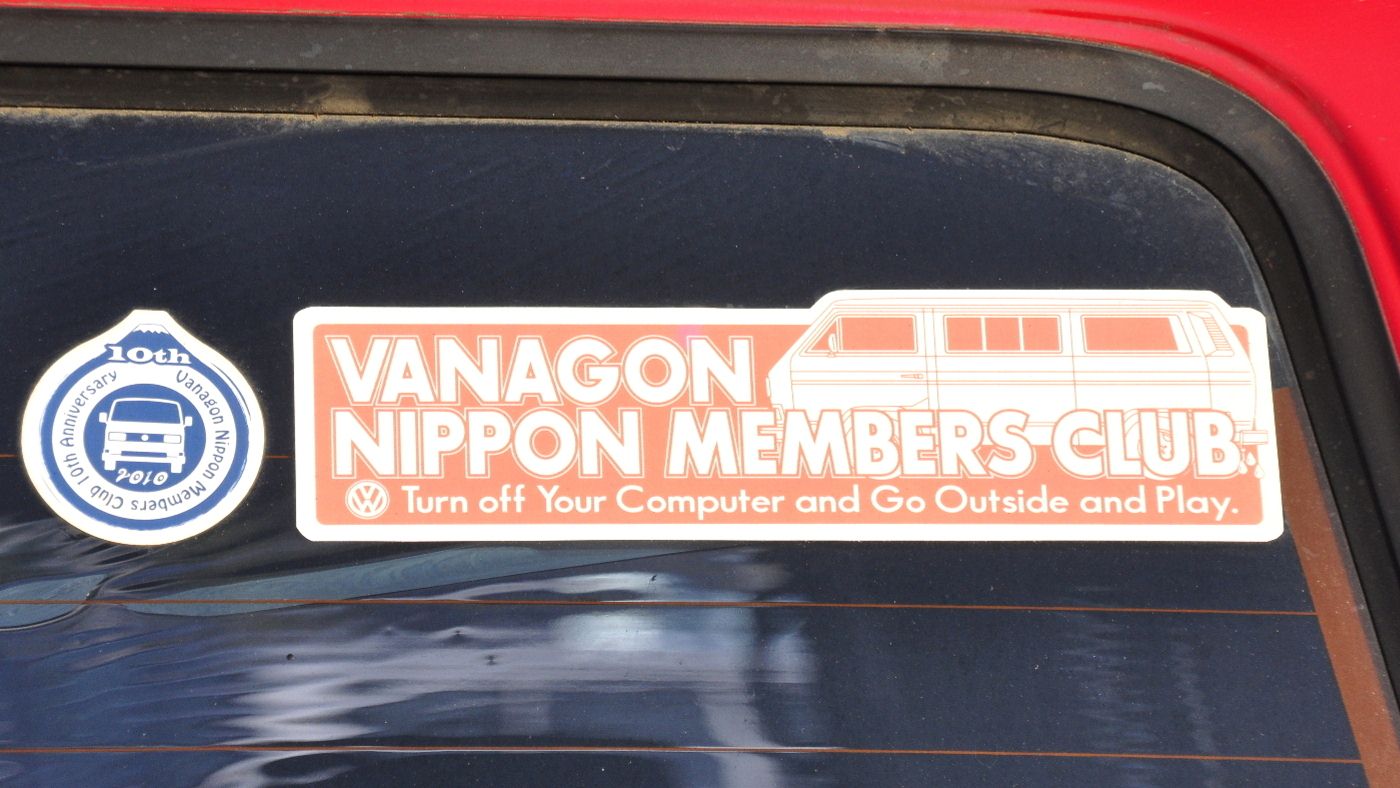 10th
Vanagon Nippon Members Club 10th Anniversary
2010
VANAGON
NIPPON MEMBERS CLUB
VW Turn off Your Computer and Go Outside and Play.